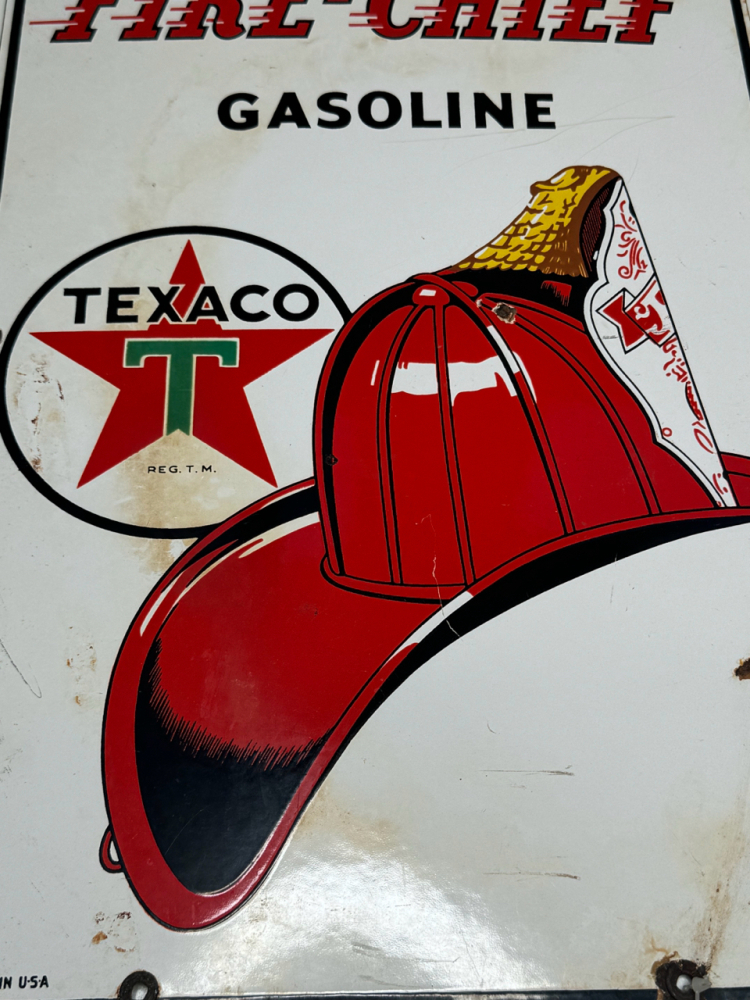 FIRE-CHIEF
GASOLINE
TEXACO
T
REG. T. M.
IN U·S·A